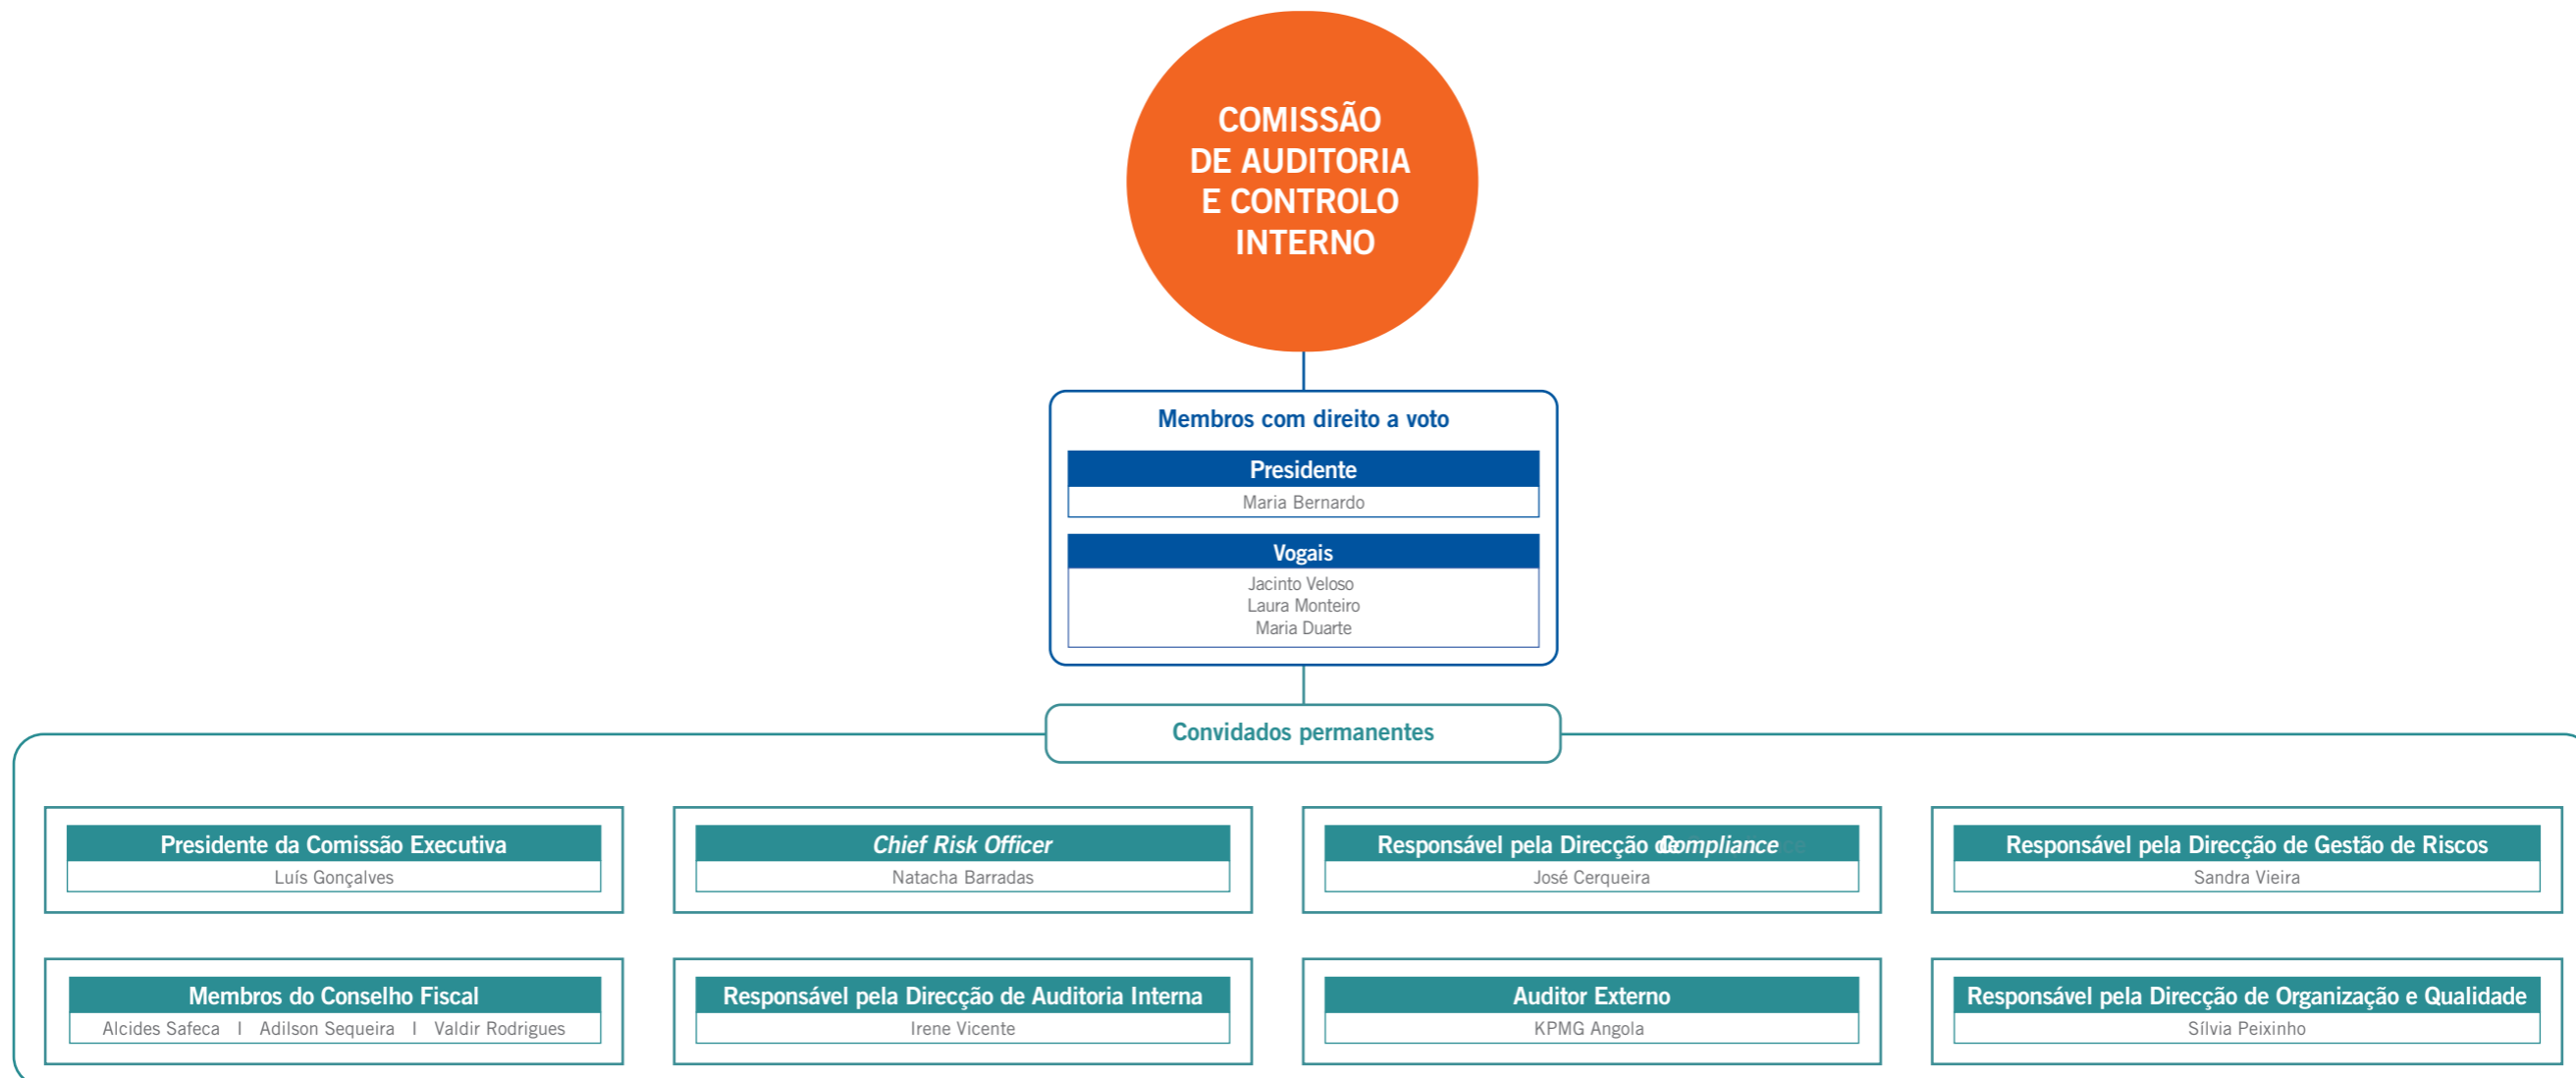 COMISSÃO
DE AUDITORIA
E CONTROLO
INTERNO
Membros com direito a voto
Presidente
Maria Bernardo
Vogais
Jacinto Veloso
Laura Monteiro
Maria Duarte
Convidados permanentes
Presidente da Comissão Executiva
Luís Gonçalves
Chief Risk Officer
Natacha Barradas
Responsável pela Direcção de Compliance
José Cerqueira
Responsável pela Direcção de Gestão de Riscos
Sandra Vieira
Membros do Conselho Fiscal
Alcides Safeca I Adilson Sequeira I Valdir Rodrigues
Responsável pela Direcção de Auditoria Interna
Irene Vicente
Auditor Externo
KPMG Angola
Responsável pela Direcção de Organização e Qualidade
Sílvia Peixinho